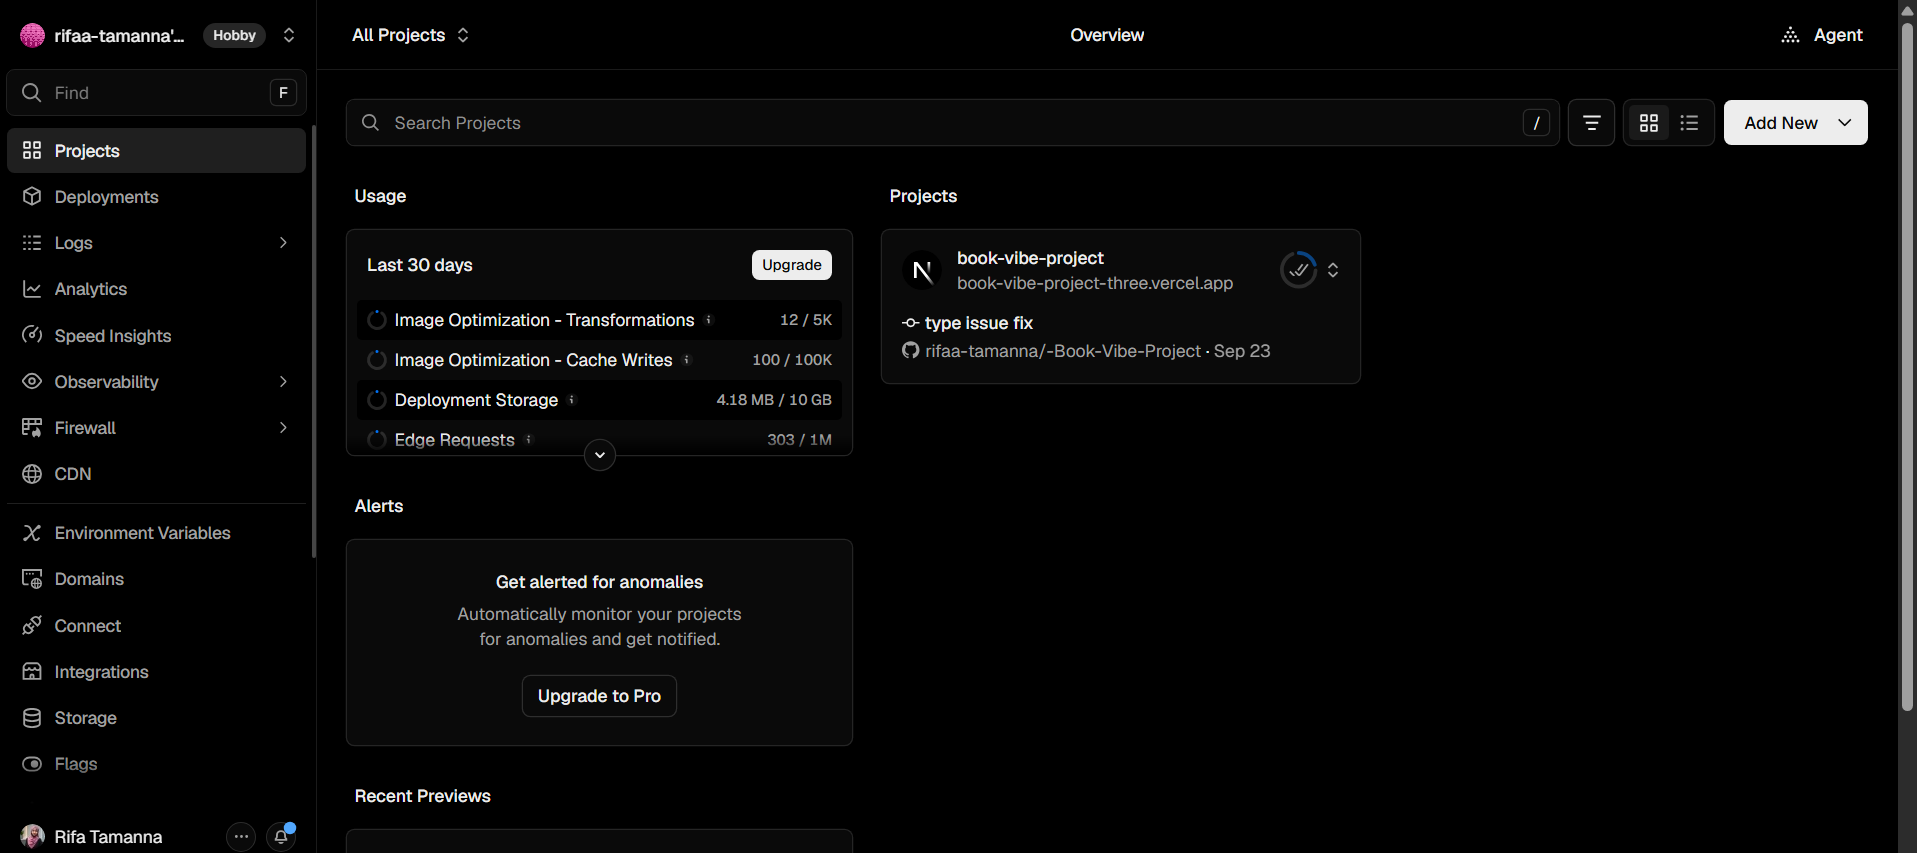 rifaa-tamanna'... Hobby
Find F
Projects
Deployments
Logs
Analytics
Speed Insights
Observability
Firewall
CDN
Environment Variables
Domains
Connect
Integrations
Storage
Flags
Rifa Tamanna
All Projects
Overview
Agent
Search Projects /
Add New
Usage
Last 30 days
Upgrade
Image Optimization - Transformations 12 / 5K
Image Optimization - Cache Writes 100 / 100K
Deployment Storage 4.18 MB / 10 GB
Edge Requests 303 / 1M
Alerts
Get alerted for anomalies
Automatically monitor your projects
for anomalies and get notified.
Upgrade to Pro
Recent Previews
Projects
N
book-vibe-project
book-vibe-project-three.vercel.app
type issue fix
rifaa-tamanna/-Book-Vibe-Project · Sep 23